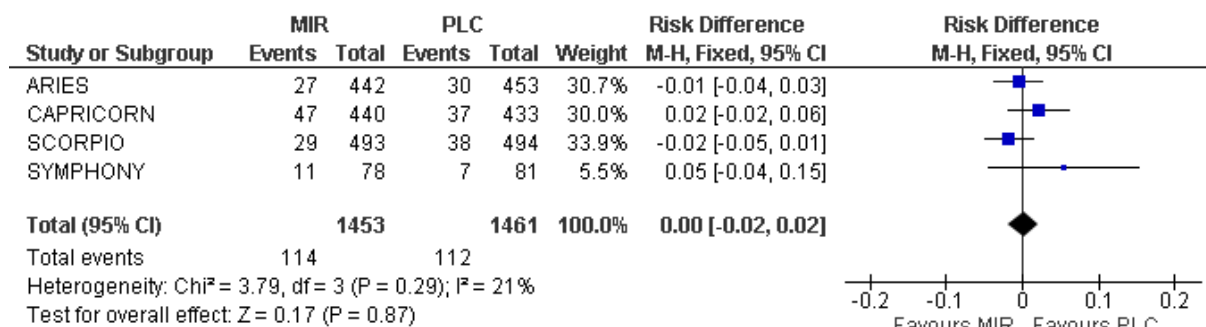 MIR PLC Risk Difference Risk Difference
Study or Subgroup Events Total Events Total Weight M-H, Fixed, 95% CI M-H, Fixed, 95% CI
ARIES 27 442 30 453 30.7% -0.01 [-0.04, 0.03]
CAPRICORN 47 440 37 433 30.0% 0.02 [-0.02, 0.06]
SCORPIO 29 493 38 494 33.9% -0.02 [-0.05, 0.01]
SYMPHONY 11 78 7 81 5.5% 0.05 [-0.04, 0.15]
Total (95% CI) 1453 1461 100.0% 0.00 [-0.02, 0.02]
Total events 114 112
Heterogeneity: Chi² = 3.79, df = 3 (P = 0.29); I² = 21%
Test for overall effect: Z = 0.17 (P = 0.87)
-0.2 -0.1 0 0.1 0.2
Favours MIR Favours PLC